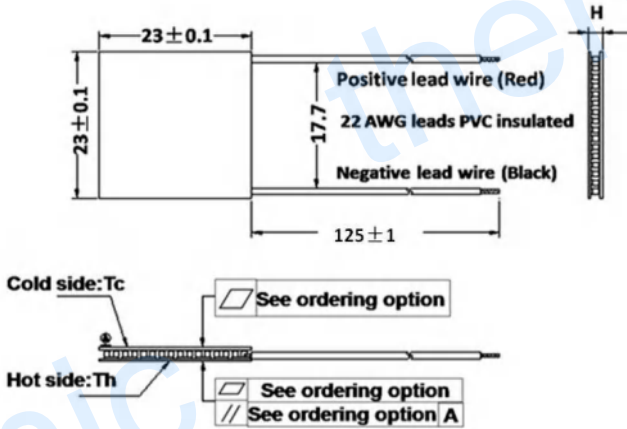 23±0.1
H
Positive lead wire (Red)
23±0.1
17.7
22 AWG leads PVC insulated
Negative lead wire (Black)
125±1
Cold side:Tc
See ordering option
Hot side:Th
See ordering option
// See ordering option A